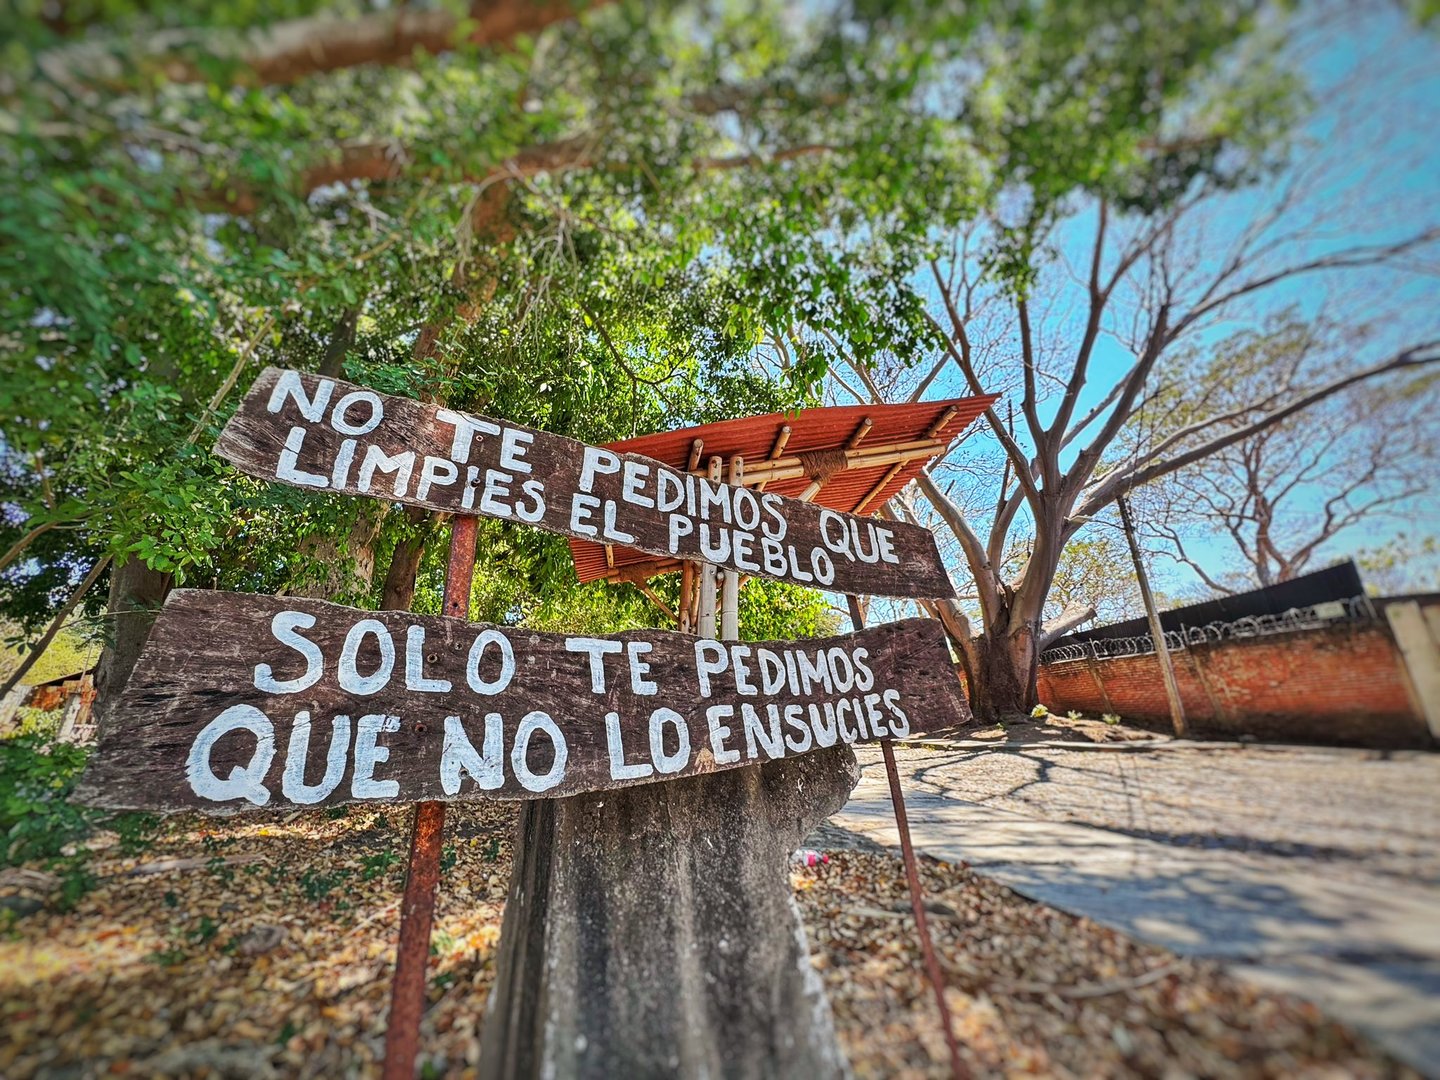 NO TE PEDIMOS QUE
LIMPIES EL PUEBLO
SOLO TE PEDIMOS
QUE NO LO ENSUCIES